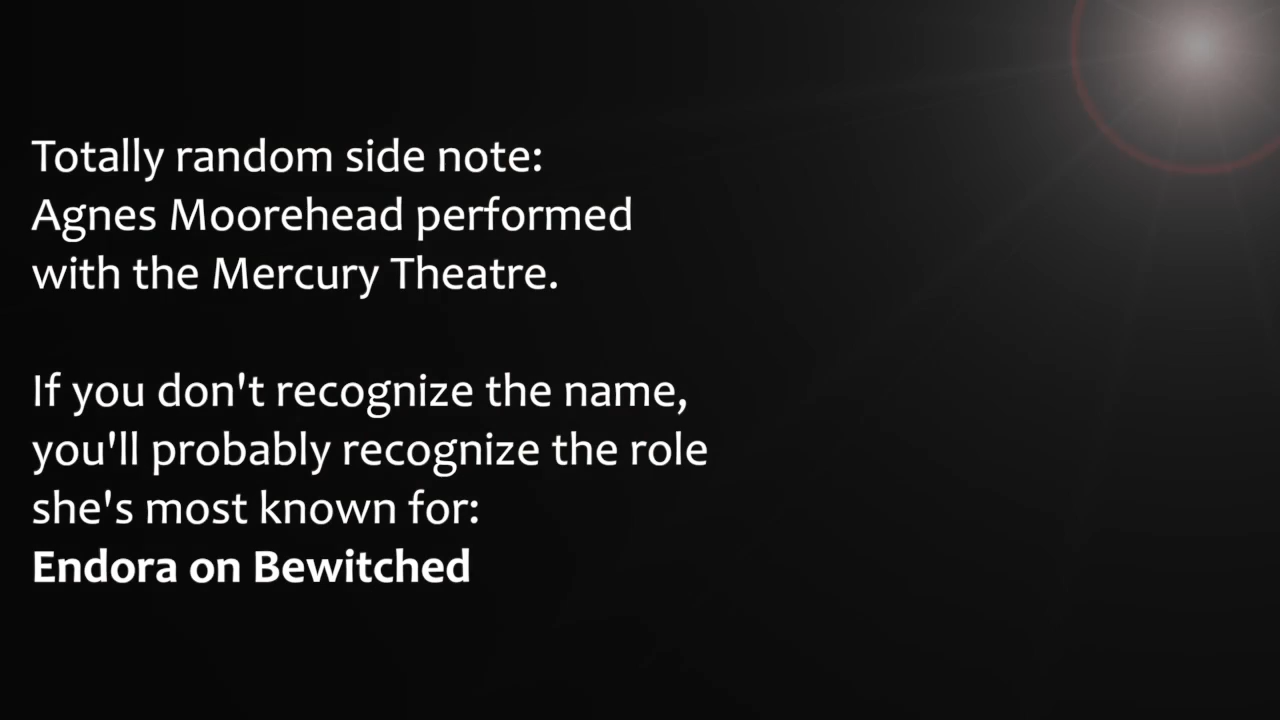 Totally random side note:
Agnes Moorehead performed
with the Mercury Theatre.
If you don't recognize the name,
you'll probably recognize the role
she's most known for:
Endora on Bewitched